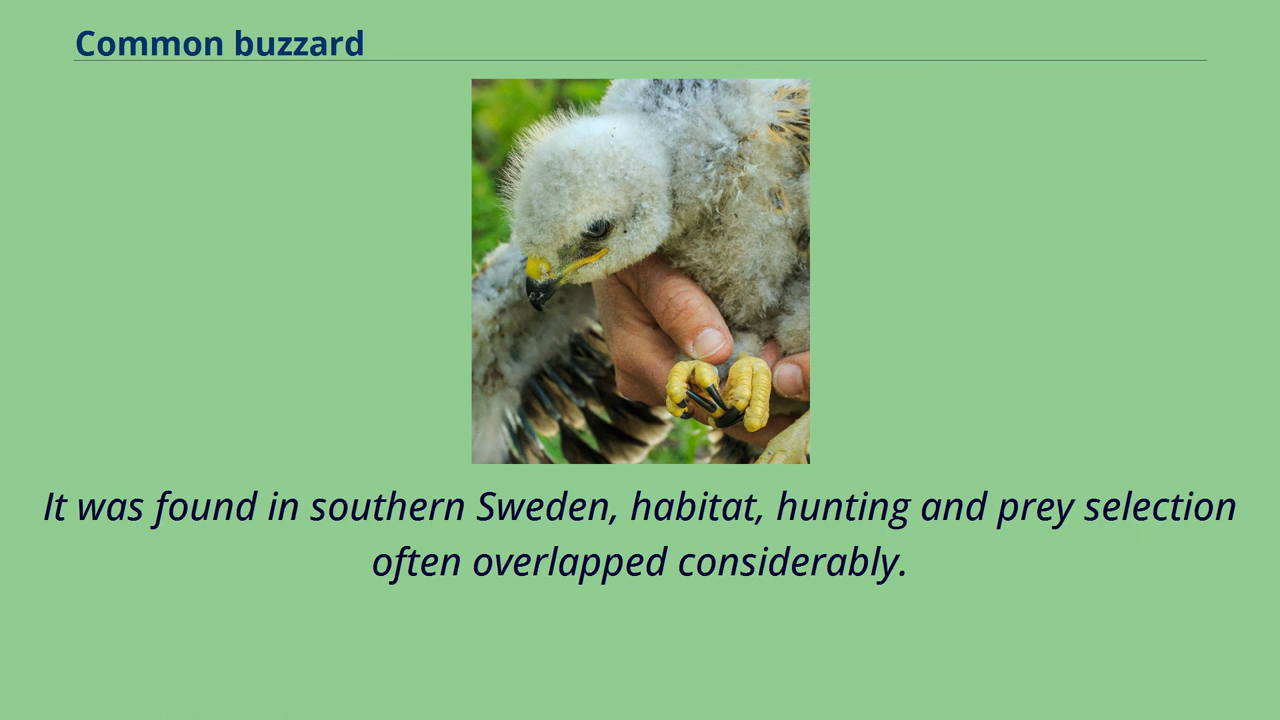 Common buzzard
It was found in southern Sweden, habitat, hunting and prey selection
often overlapped considerably.